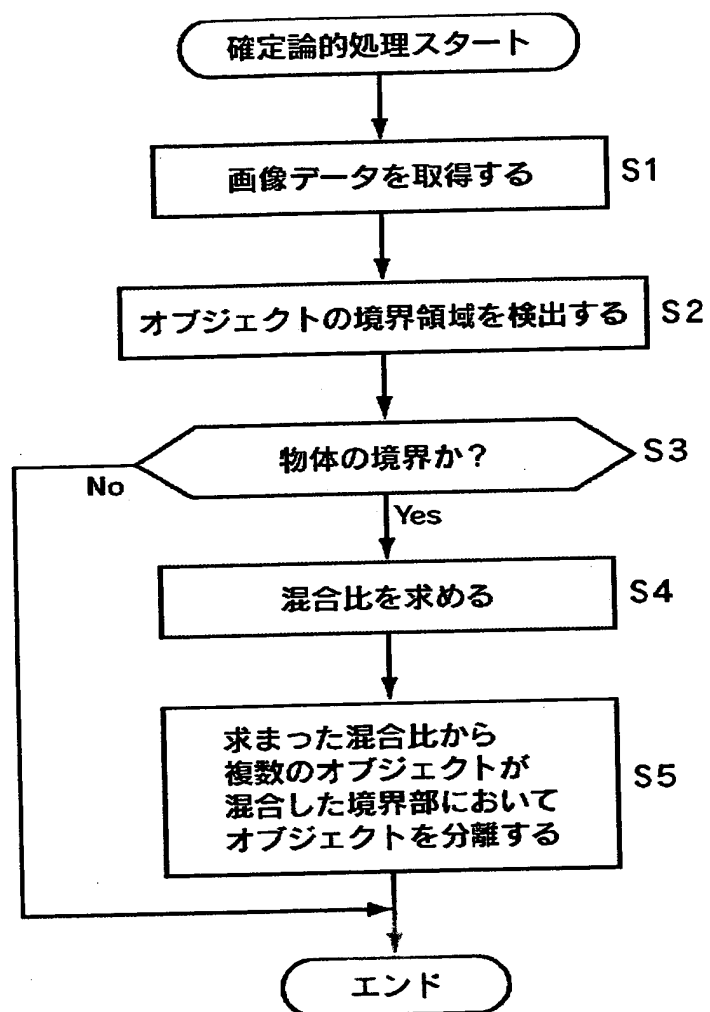 確定論的処理スタート
画像データを取得する
S1
オブジェクトの境界領域を検出する
S2
物体の境界か?
S3
No
Yes
混合比を求める
S4
求まった混合比から
複数のオブジェクトが
混合した境界部において
オブジェクトを分離する
S5
エンド